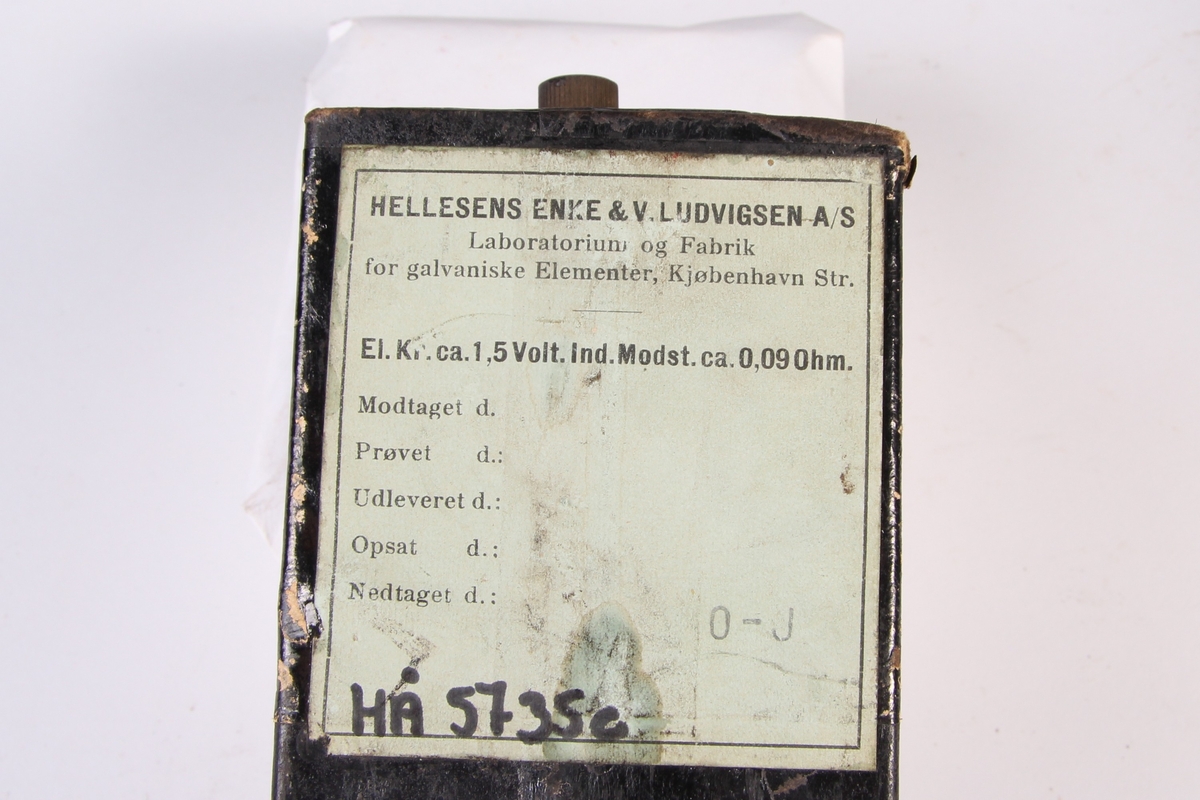 HELLESENS ENKE & V. LUDVIGSEN A/S
Laboratorium og Fabrik
for galvaniske Elementer, Kjøbenhavn Str.
El. Kr. ca. 1,5 Volt. Ind. Modst. ca. 0,09 Ohm.
Modtaget d.
Prøvet d.:
Udleveret d.:
Opsat d.:
Nedtaget d.:
O-J
HÅ 5735c